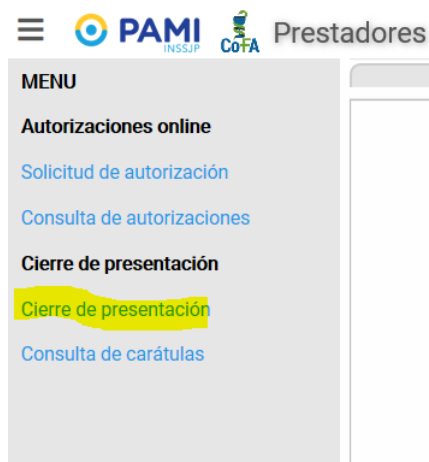 PAMI
INSSJP
CoFA
Prestadores
MENU
Autorizaciones online
Solicitud de autorización
Consulta de autorizaciones
Cierre de presentación
Cierre de presentación
Consulta de carátulas